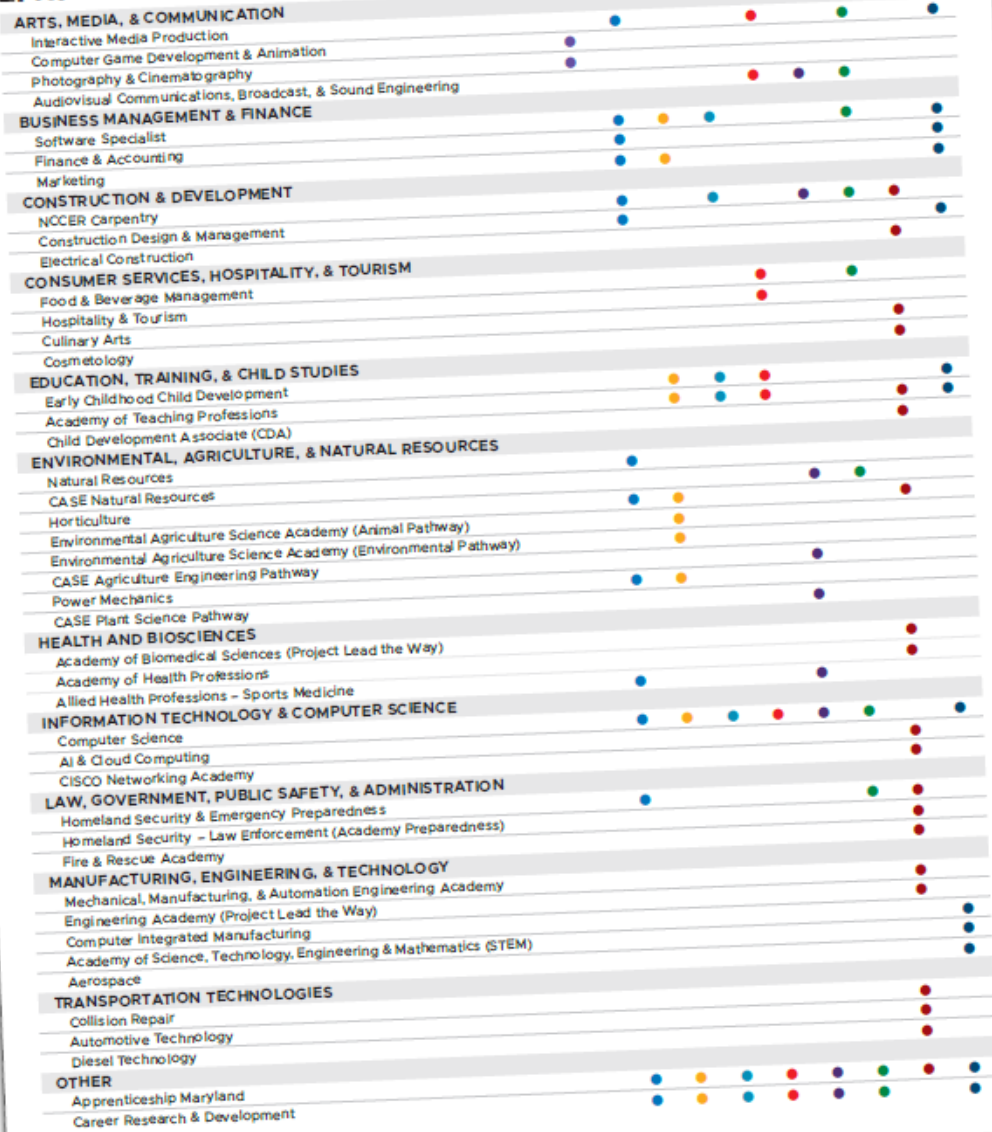 ARTS, MEDIA, & COMMUNICATION
Interactive Media Production
Computer Game Development & Animation
Photography & Cinematography
Audiovisual Communications, Broadcast, & Sound Engineering
BUSINESS MANAGEMENT & FINANCE
Software Specialist
Finance & Accounting
Marketing
CONSTRUCTION & DEVELOPMENT
NCCER Carpentry
Construction Design & Management
Electrical Construction
CONSUMER SERVICES, HOSPITALITY, & TOURISM
Food & Beverage Management
Hospitality & Tourism
Culinary Arts
Cosmetology
EDUCATION, TRAINING, & CHILD STUDIES
Early Childhood Child Development
Academy of Teaching Professions
Child Development Associate (CDA)
ENVIRONMENTAL, AGRICULTURE, & NATURAL RESOURCES
Natural Resources
CASE Natural Resources
Horticulture
Environmental Agriculture Science Academy (Animal Pathway)
Environmental Agriculture Science Academy (Environmental Pathway)
CASE Agriculture Engineering Pathway
Power Mechanics
CASE Plant Science Pathway
HEALTH AND BIOSCIENCES
Academy of Biomedical Sciences (Project Lead the Way)
Academy of Health Professions
Allied Health Professions – Sports Medicine
INFORMATION TECHNOLOGY & COMPUTER SCIENCE
Computer Science
AI & Cloud Computing
CISCO Networking Academy
LAW, GOVERNMENT, PUBLIC SAFETY, & ADMINISTRATION
Homeland Security & Emergency Preparedness
Homeland Security – Law Enforcement (Academy Preparedness)
Fire & Rescue Academy
MANUFACTURING, ENGINEERING, & TECHNOLOGY
Mechanical, Manufacturing, & Automation Engineering Academy
Engineering Academy (Project Lead the Way)
Computer Integrated Manufacturing
Academy of Science, Technology, Engineering & Mathematics (STEM)
Aerospace
TRANSPORTATION TECHNOLOGIES
Collision Repair
Automotive Technology
Diesel Technology
OTHER
Apprenticeship Maryland
Career Research & Development